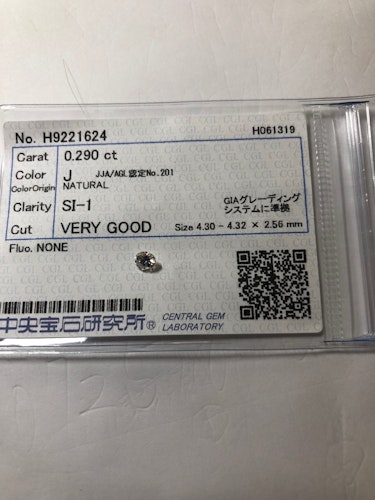 No. H9221624 H061319
Carat 0.290 ct
Color J JJA/AGL認定No.201
ColorOrigin NATURAL
Clarity SI-1 GIAグレーディング
システムに準拠
Cut VERY GOOD Size 4.30 - 4.32 × 2.56 mm
Fluo. NONE
中央宝石研究所® CENTRAL GEM
LABORATORY